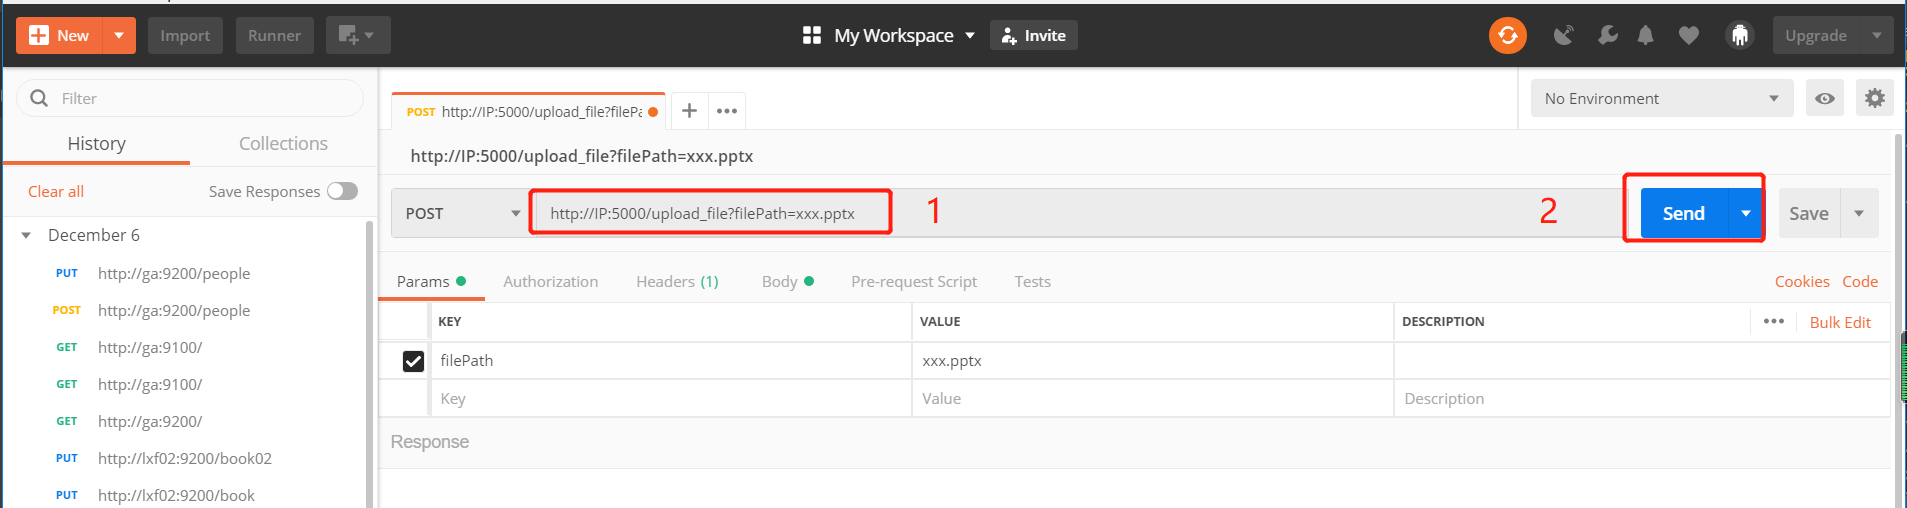 New
Import
Runner
My Workspace
Invite
Upgrade
Filter
History
Collections
Clear all
Save Responses
December 6
PUT http://ga:9200/people
POST http://ga:9200/people
GET http://ga:9100/
GET http://ga:9100/
GET http://ga:9200/
PUT http://lxf02:9200/book02
PUT http://lxf02:9200/book
POST http://IP:5000/upload_file?filePa
No Environment
http://IP:5000/upload_file?filePath=xxx.pptx
POST http://IP:5000/upload_file?filePath=xxx.pptx 1 2 Send Save
Params Authorization Headers (1) Body Pre-request Script Tests Cookies Code
KEY VALUE DESCRIPTION Bulk Edit
filePath xxx.pptx
Key Value Description
Response